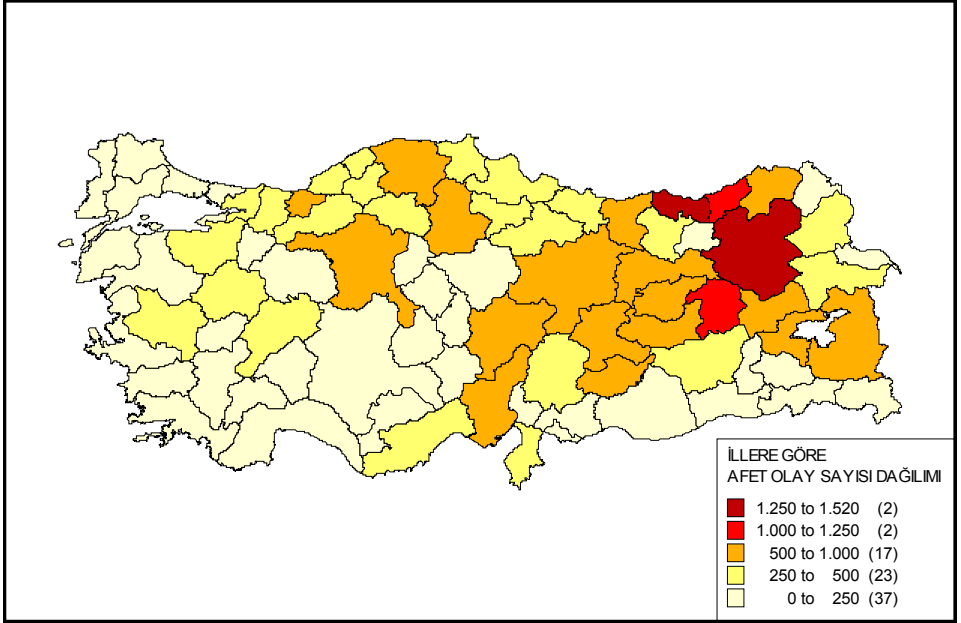 İLLERE GÖRE
AFET OLAY SAYISI DAĞILIMI
1.250 to 1.520 (2)
1.000 to 1.250 (2)
500 to 1.000 (17)
250 to 500 (23)
0 to 250 (37)